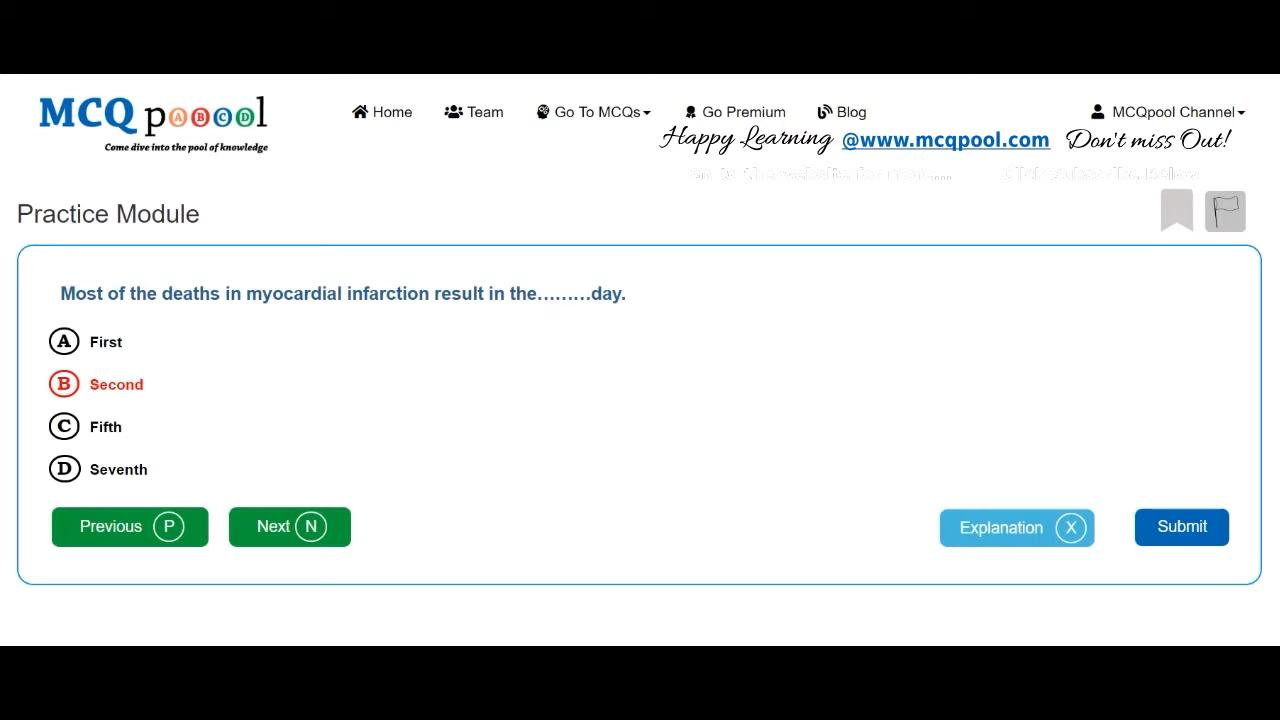 MCQ pABCDl
Come dive into the pool of knowledge
Home Team Go To MCQs Go Premium Blog MCQpool Channel
Happy Learning @www.mcqpool.com Don't miss Out!
Practice Module
Most of the deaths in myocardial infarction result in the………day.
A First
B Second
C Fifth
D Seventh
Previous P Next N Explanation X Submit